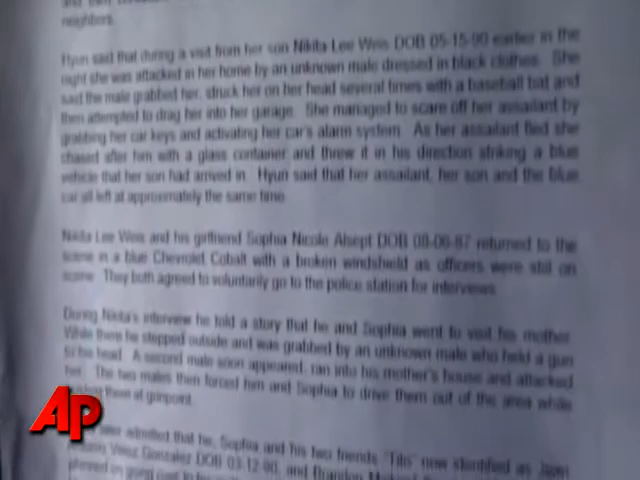 neighbors.
Hyun said that during a visit from her son Nikita Lee Weis DOB 05-15-90 earlier in the
night she was attacked in her home by an unknown male dressed in black clothes. She
said the male grabbed her, struck her on her head several times with a baseball bat and
then attempted to drag her into her garage. She managed to scare off her assailant by
grabbing her car keys and activating her car's alarm system. As her assailant fled she
chased after him with a glass container and threw it in his direction striking a blue
vehicle that her son had arrived in. Hyun said that her assailant, her son and the blue
car all left at approximately the same time.
Nikita Lee Weis and his girlfriend Sophia Nicole Alsept DOB 08-06-87 returned to the
scene in a blue Chevrolet Cobalt with a broken windshield as officers were still on
scene. They both agreed to voluntarily go to the police station for interviews.
During Nikita's interview he told a story that he and Sophia went to visit his mother.
While there he stepped outside and was grabbed by an unknown male who held a gun
to his head. A second male soon appeared, ran into his mother's house and attacked
her. The two males then forced him and Sophia to drive them out of the area while
them at gunpoint.
admitted that he, Sophia and his two friends "Tito" now identified as
Gonzalez DOB 03-12-90, and Brandon
AP